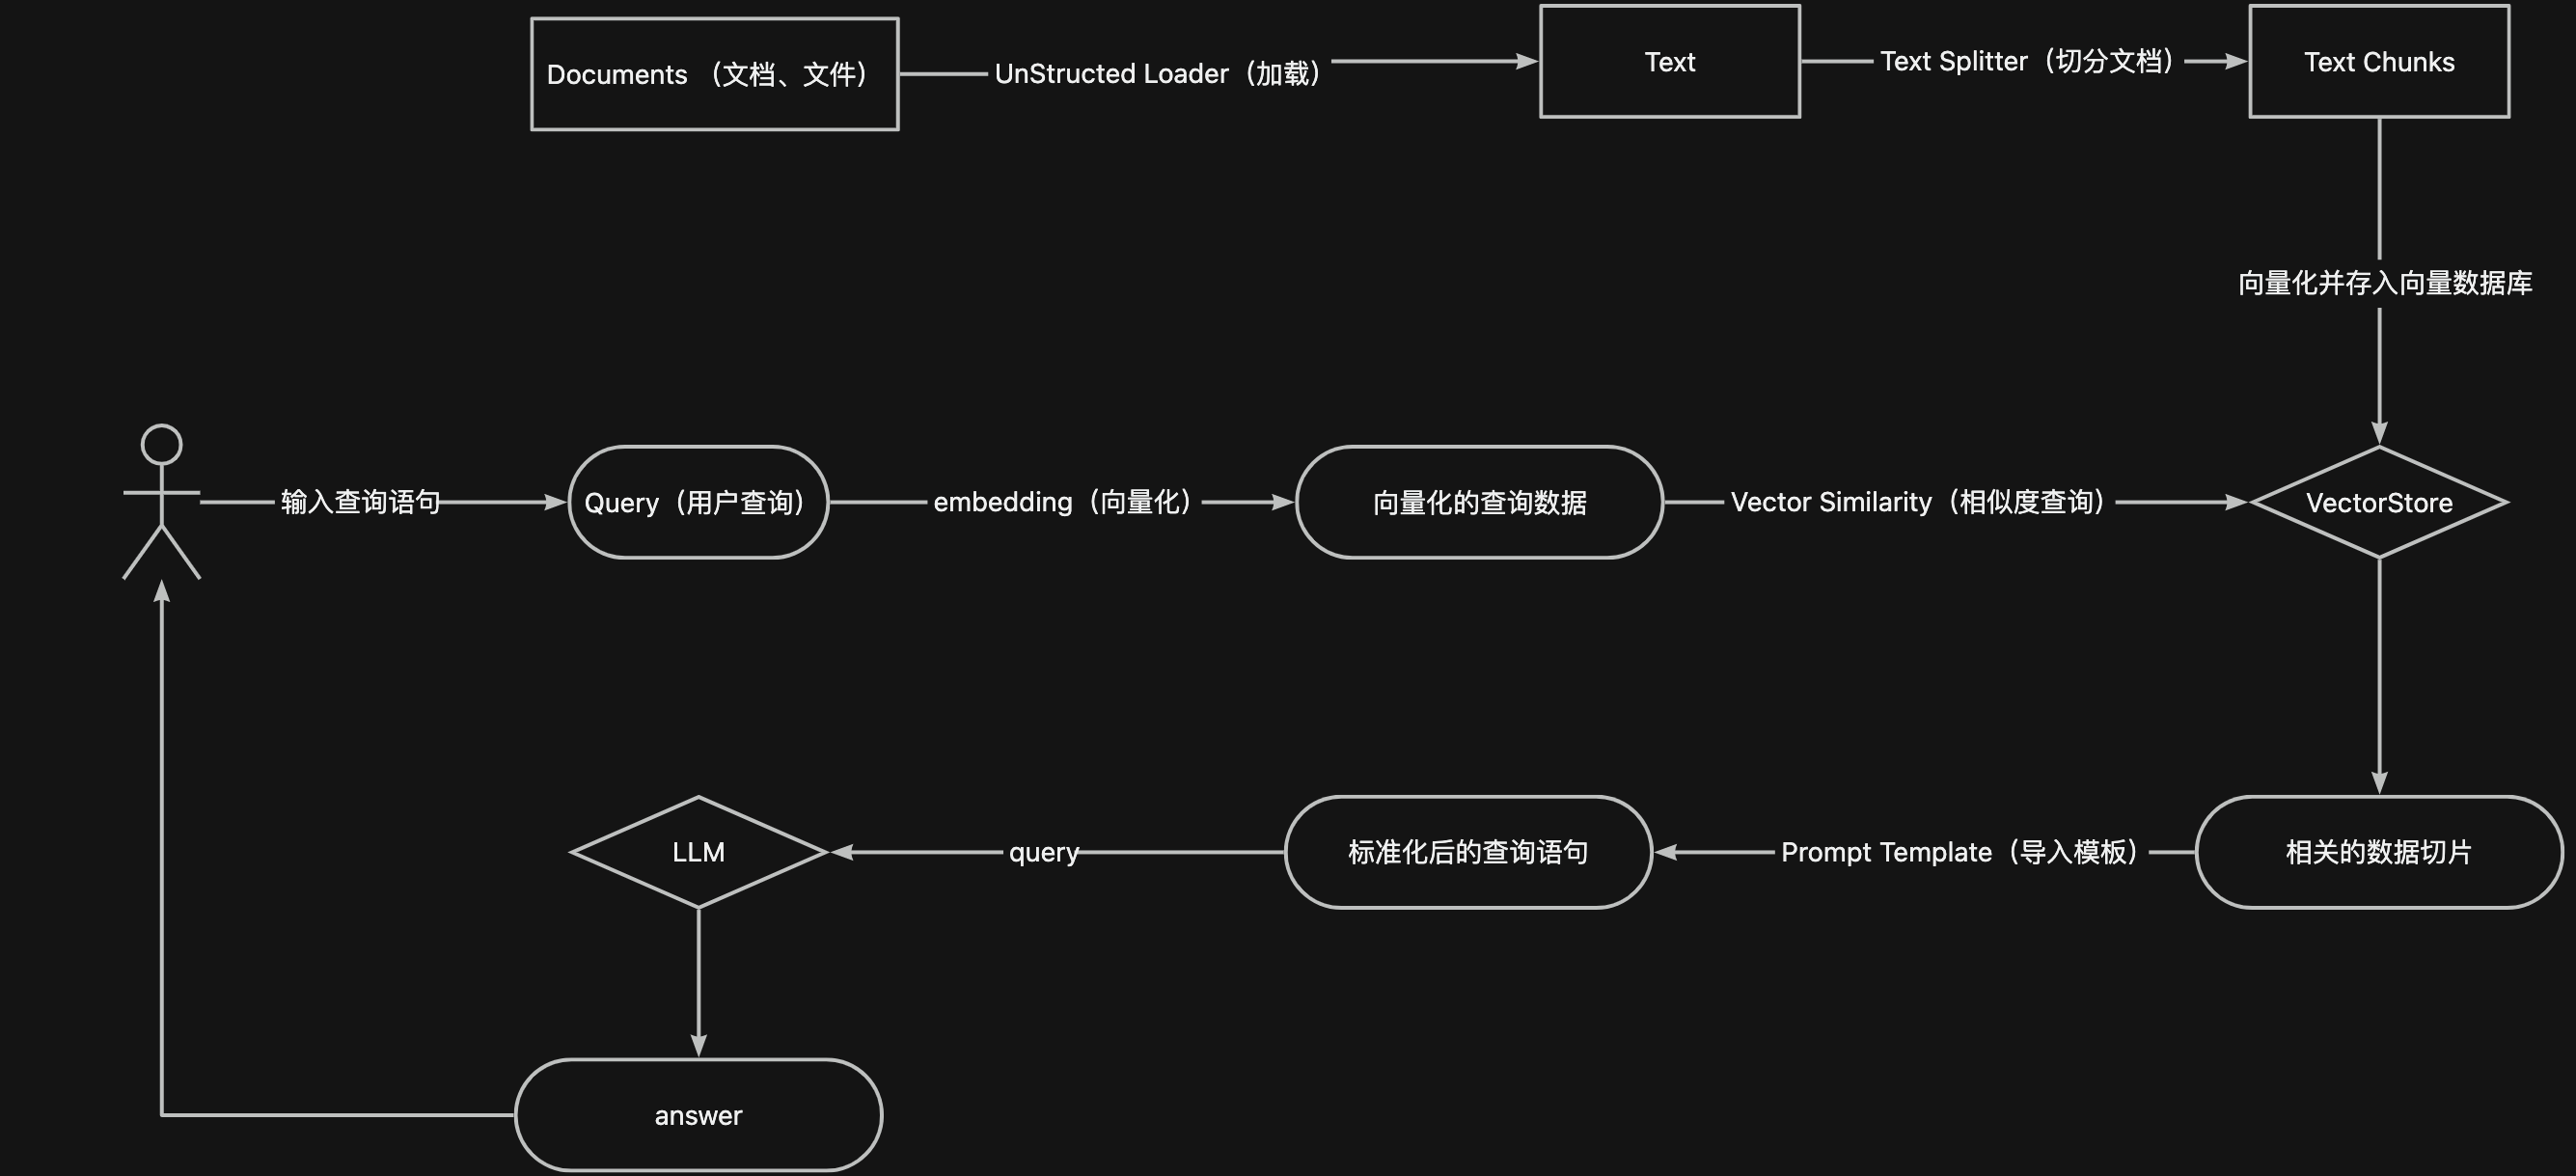 Documents （文档、文件）
UnStructed Loader（加载）
Text
Text Splitter（切分文档）
Text Chunks
向量化并存入向量数据库
输入查询语句
Query（用户查询）
embedding（向量化）
向量化的查询数据
Vector Similarity（相似度查询）
VectorStore
LLM
query
标准化后的查询语句
Prompt Template（导入模板）
相关的数据切片
answer